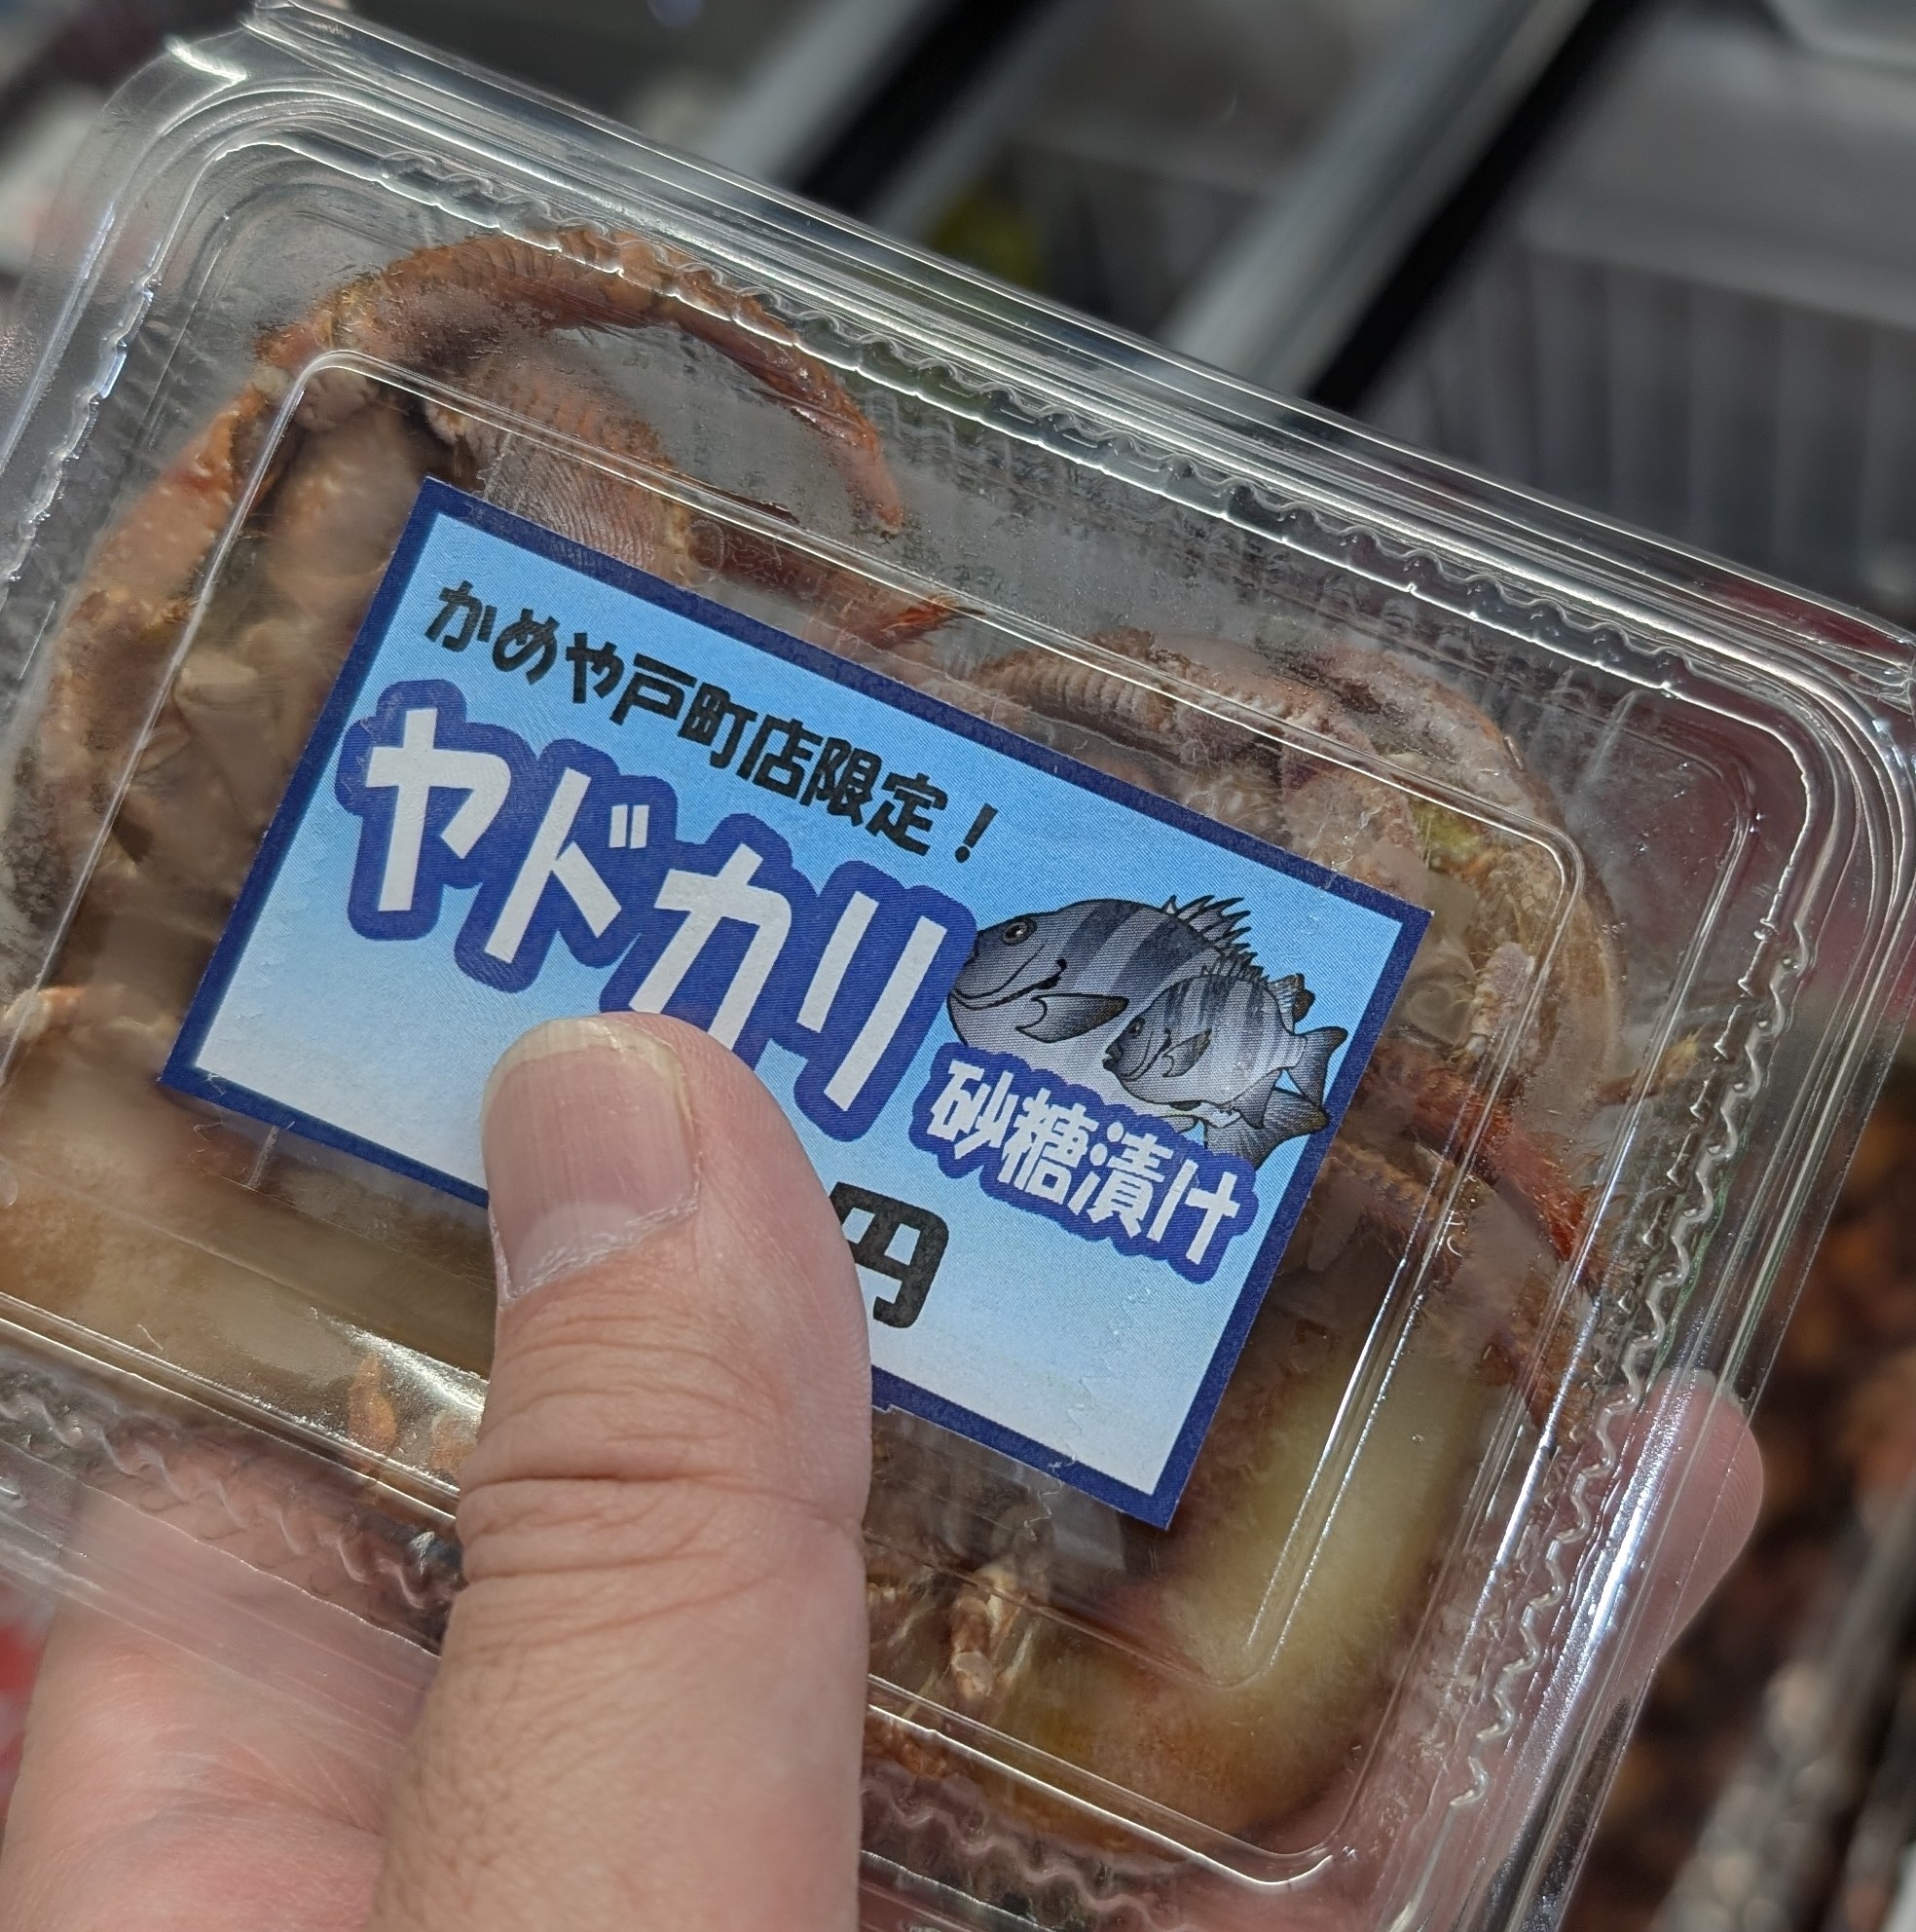 かめや戸町店限定！
ヤドカリ
砂糖漬け
円